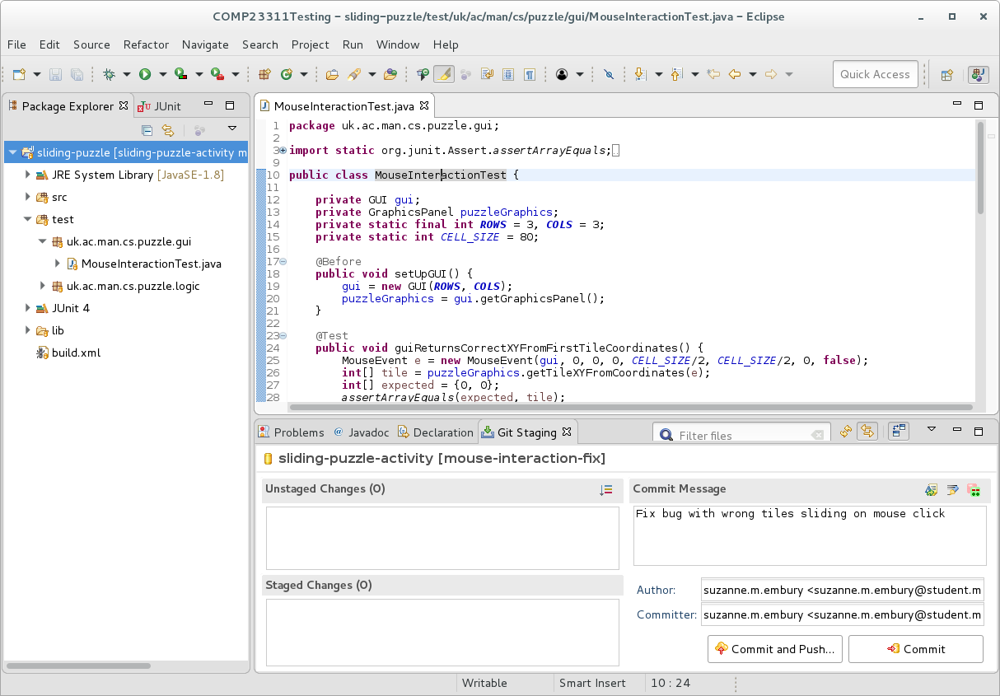 COMP23311Testing – sliding-puzzle/test/uk/ac/man/cs/puzzle/gui/MouseInteractionTest.java – Eclipse
File Edit Source Refactor Navigate Search Project Run Window Help
Quick Access
Package Explorer
JUnit
sliding-puzzle [sliding-puzzle-activity m
JRE System Library [JavaSE-1.8]
src
test
uk.ac.man.cs.puzzle.gui
MouseInteractionTest.java
uk.ac.man.cs.puzzle.logic
JUnit 4
lib
build.xml
MouseInteractionTest.java
1 package uk.ac.man.cs.puzzle.gui;
2
3 import static org.junit.Assert.assertArrayEquals;
9
10 public class MouseInteractionTest {
11
12     private GUI gui;
13     private GraphicsPanel puzzleGraphics;
14     private static final int ROWS = 3, COLS = 3;
15     private static int CELL_SIZE = 80;
16
17     @Before
18     public void setUpGUI() {
19         gui = new GUI(ROWS, COLS);
20         puzzleGraphics = gui.getGraphicsPanel();
21     }
22
23     @Test
24     public void guiReturnsCorrectXYFromFirstTileCoordinates() {
25         MouseEvent e = new MouseEvent(gui, 0, 0, 0, CELL_SIZE/2, CELL_SIZE/2, 0, false);
26         int[] tile = puzzleGraphics.getTileXYFromCoordinates(e);
27         int[] expected = {0, 0};
28         assertArrayEquals(expected, tile);
Problems @ Javadoc Declaration Git Staging
Filter files
sliding-puzzle-activity [mouse-interaction-fix]
Unstaged Changes (0)
Staged Changes (0)
Commit Message
Fix bug with wrong tiles sliding on mouse click
Author: suzanne.m.embury <suzanne.m.embury@student.m
Committer: suzanne.m.embury <suzanne.m.embury@student.m
Commit and Push...
Commit
Writable
Smart Insert
10 : 24